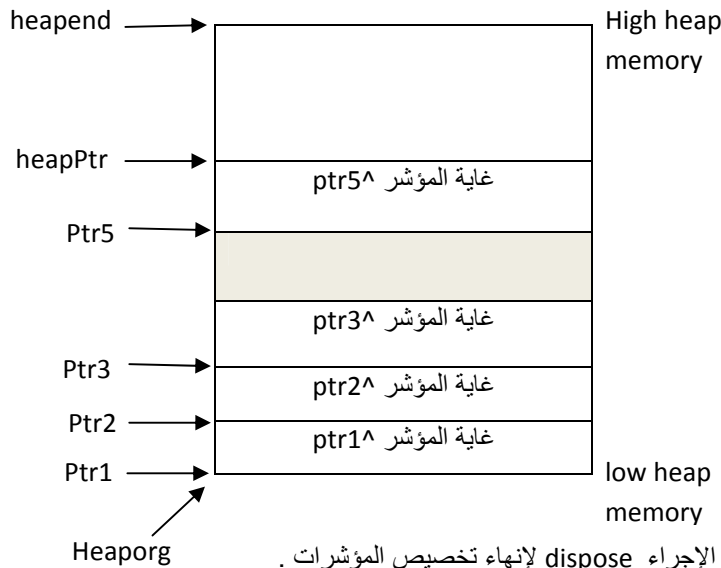 heapend
High heap
memory
heapPtr
غاية المؤشر ptr5^
Ptr5
غاية المؤشر ptr3^
Ptr3
غاية المؤشر ptr2^
Ptr2
غاية المؤشر ptr1^
Ptr1
low heap
memory
Heaporg
الإجراء dispose لإنهاء تخصيص المؤشرات .